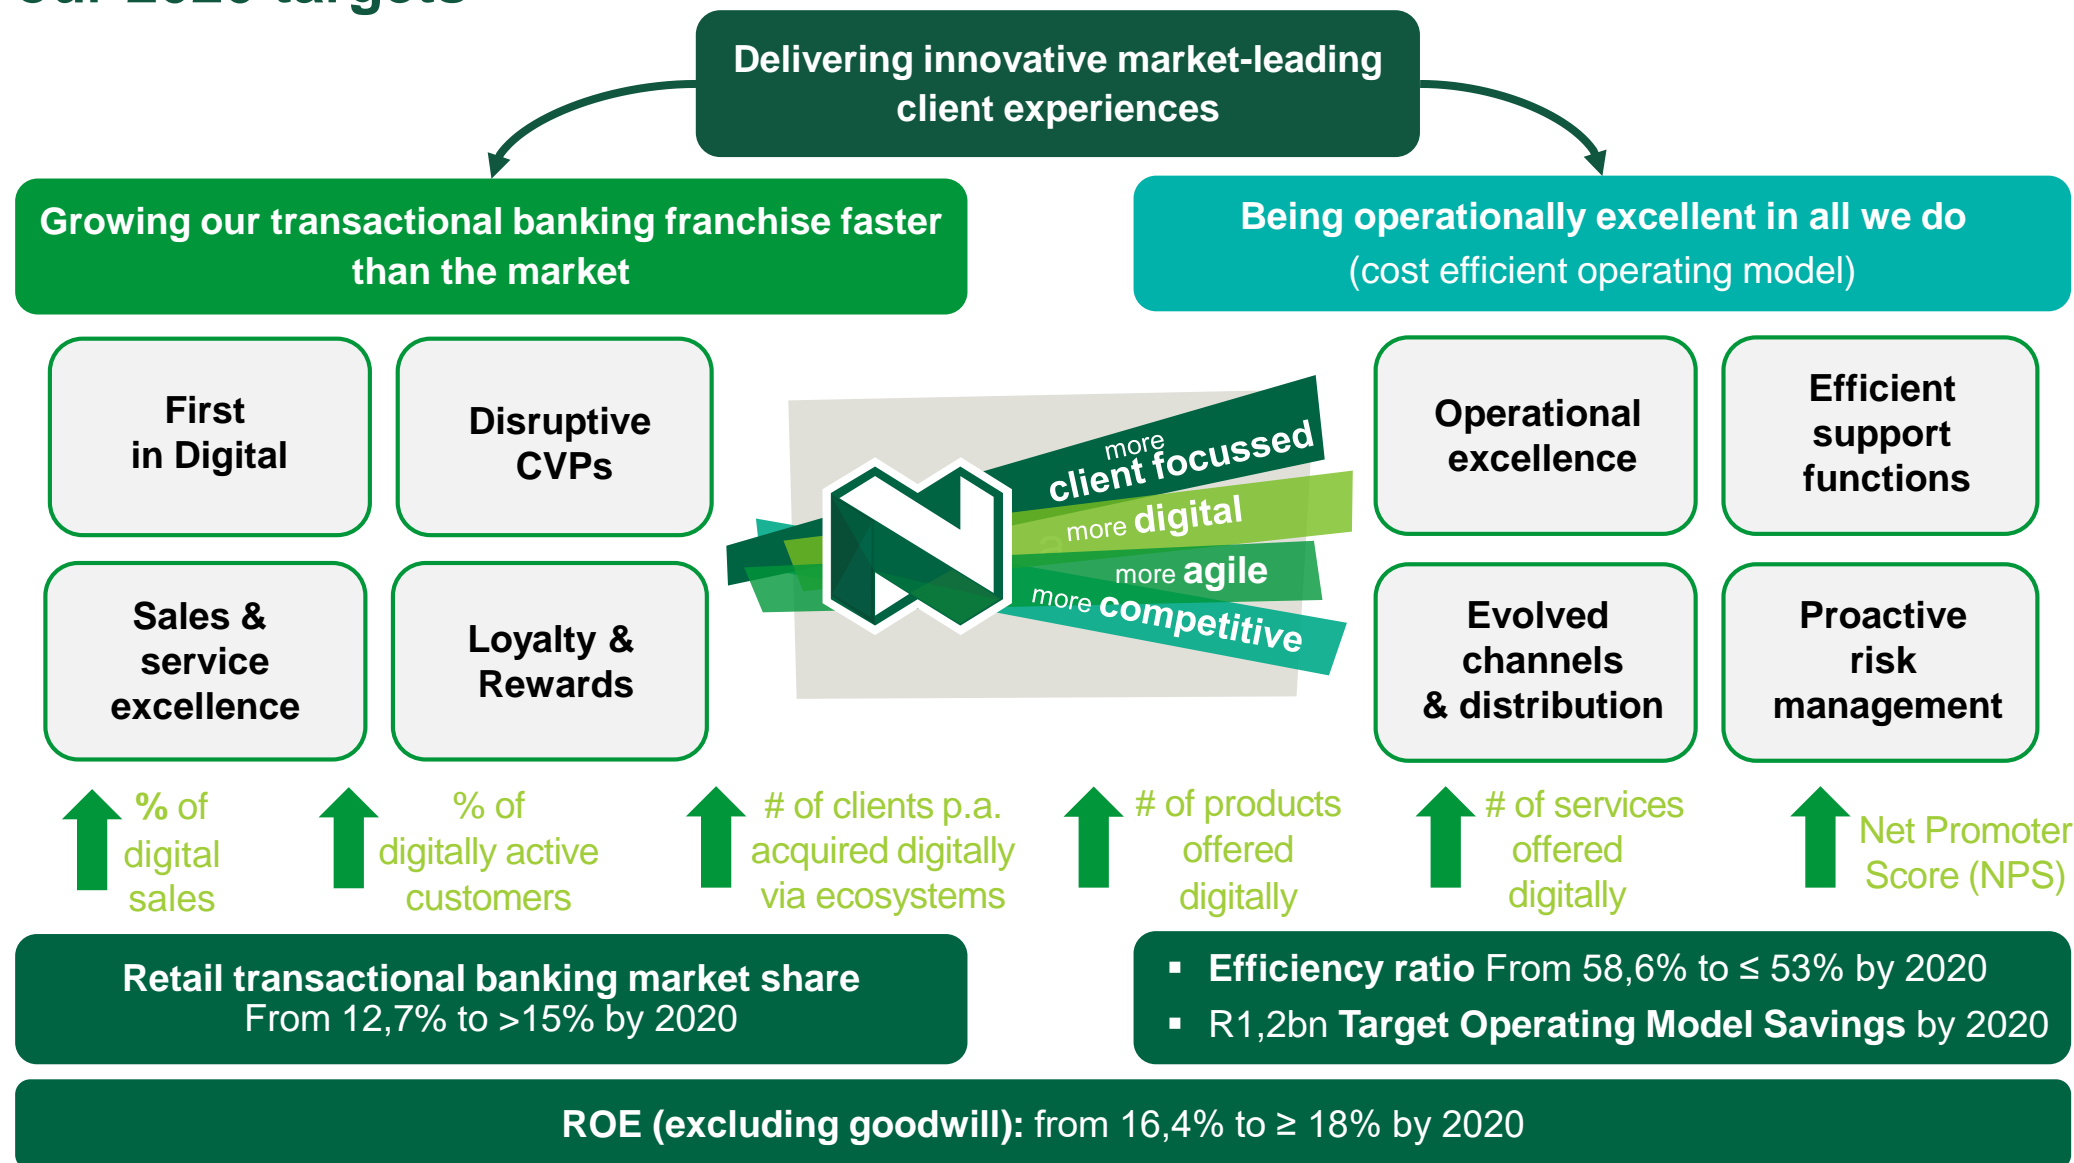 our 2020 targets
Delivering innovative market-leading
client experiences
Growing our transactional banking franchise faster
than the market
Being operationally excellent in all we do
(cost efficient operating model)
First
in Digital
Disruptive
CVPs
Sales &
service
excellence
Loyalty &
Rewards
more
client focussed
more digital
more agile
more competitive
Operational
excellence
Efficient
support
functions
Evolved
channels
& distribution
Proactive
risk
management
% of
digital
sales
% of
digitally active
customers
# of clients p.a.
acquired digitally
via ecosystems
# of products
offered
digitally
# of services
offered
digitally
Net Promoter
Score (NPS)
Retail transactional banking market share
From 12,7% to >15% by 2020
▪ Efficiency ratio From 58,6% to ≤ 53% by 2020
▪ R1,2bn Target Operating Model Savings by 2020
ROE (excluding goodwill): from 16,4% to ≥ 18% by 2020